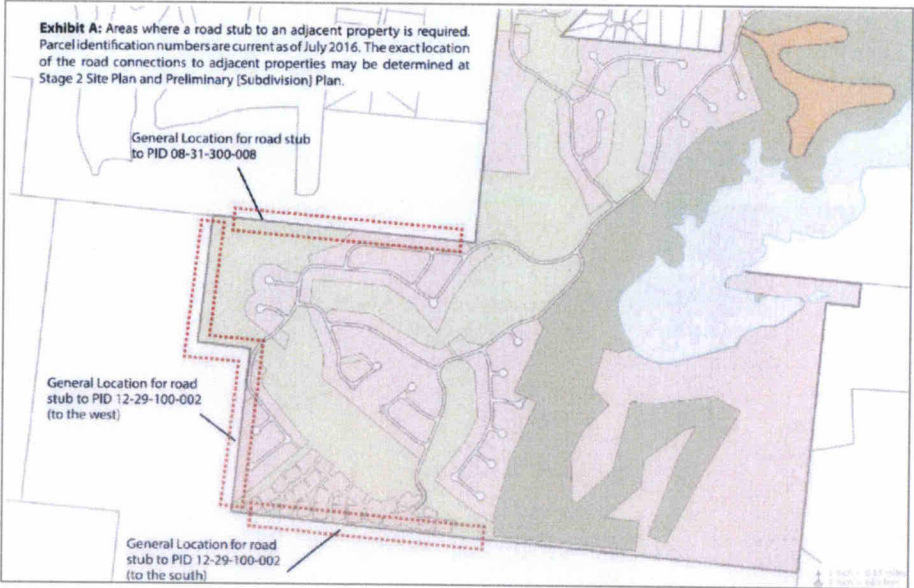 Exhibit A: Areas where a road stub to an adjacent property is required.
Parcel identification numbers are current as of July 2016. The exact location
of the road connections to adjacent properties may be determined at
Stage 2 Site Plan and Preliminary [Subdivision] Plan.
General Location for road stub
to PID 08-31-300-008
General Location for road
stub to PID 12-29-100-002
(to the west)
General Location for road
stub to PID 12-29-100-002
(to the south)